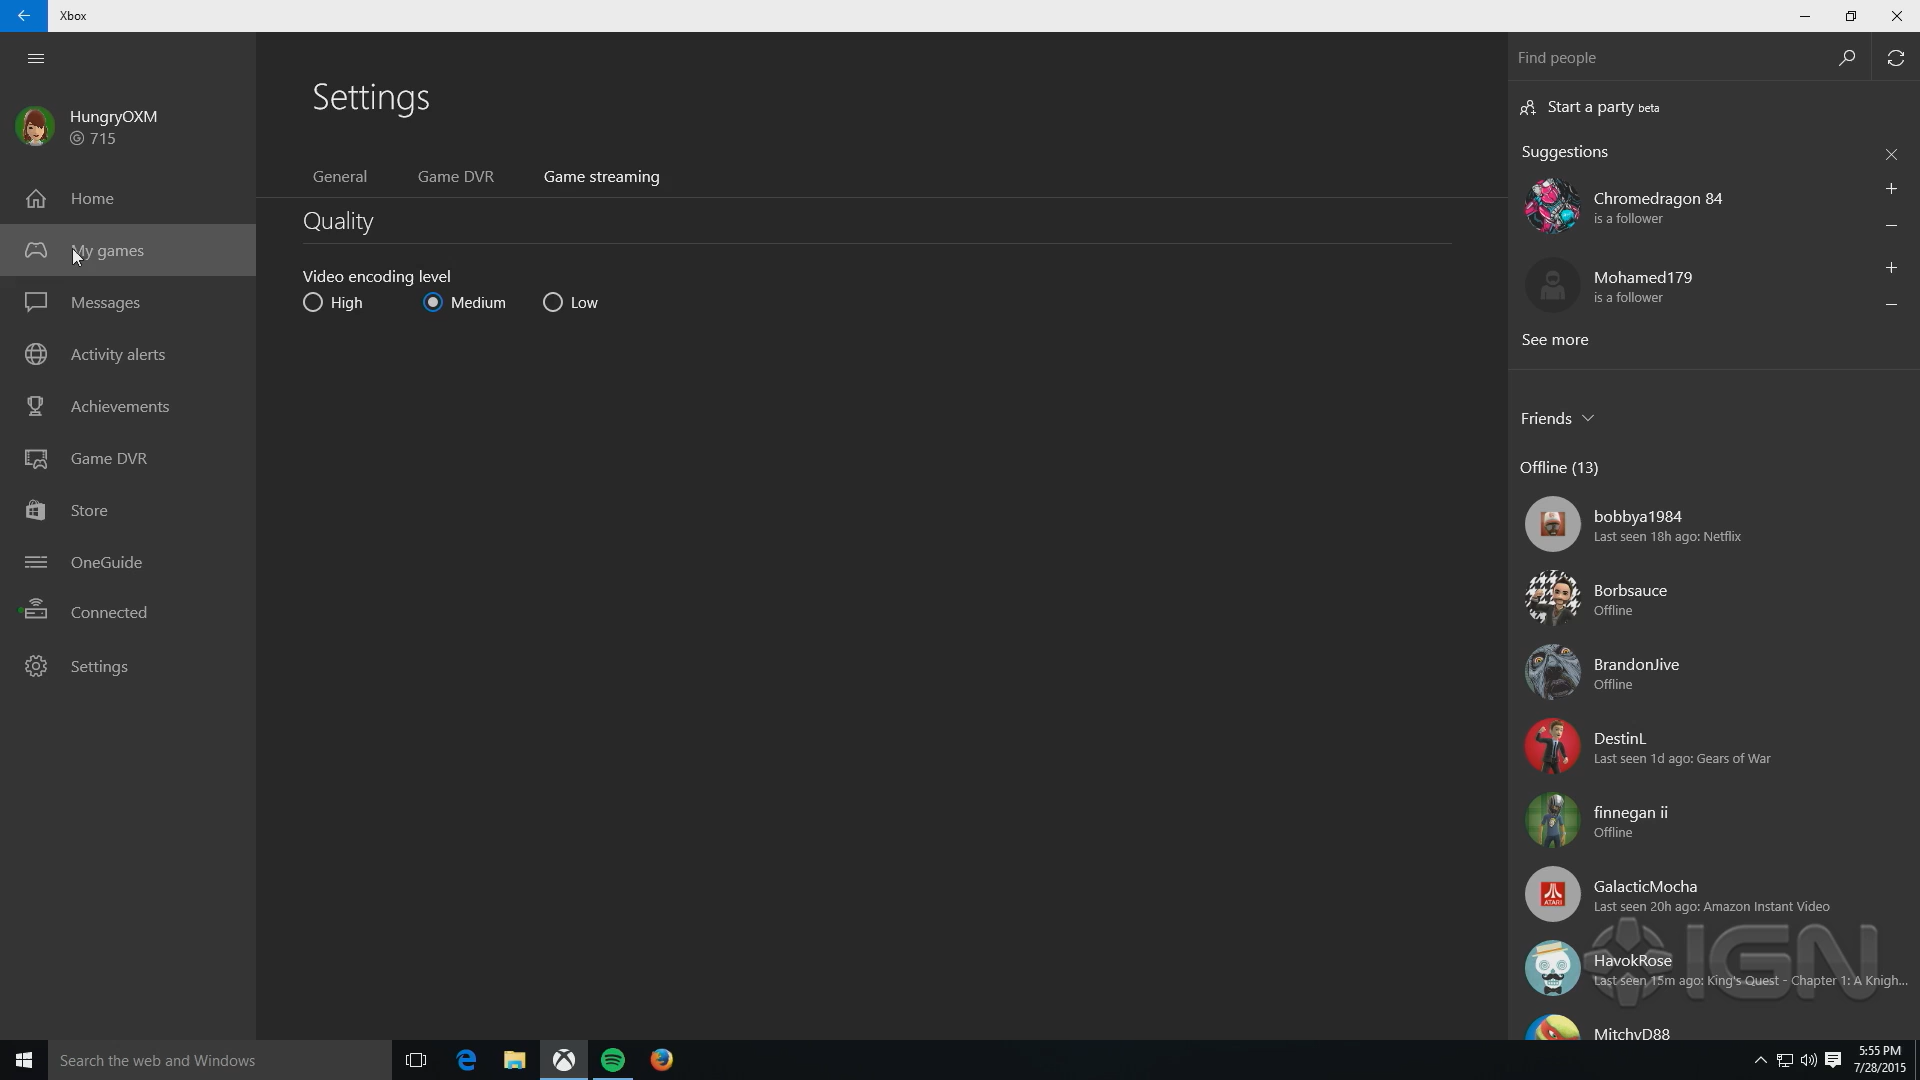 Xbox
HungryOXM
715
Home
My games
Messages
Activity alerts
Achievements
Game DVR
Store
OneGuide
Connected
Settings
Settings
General
Game DVR
Game streaming
Quality
Video encoding level
High
Medium
Low
Find people
Start a party beta
Suggestions
Chromedragon 84
is a follower
Mohamed179
is a follower
See more
Friends
Offline (13)
bobbya1984
Last seen 18h ago: Netflix
Borbsauce
Offline
BrandonJive
Offline
DestinL
Last seen 1d ago: Gears of War
finnegan ii
Offline
ATARI
GalacticMocha
Last seen 20h ago: Amazon Instant Video
HavokRose
Last seen 15m ago: King's Quest - Chapter 1: A Knigh...
MitchyD88
IGN
Search the web and Windows
5:55 PM
7/28/2015